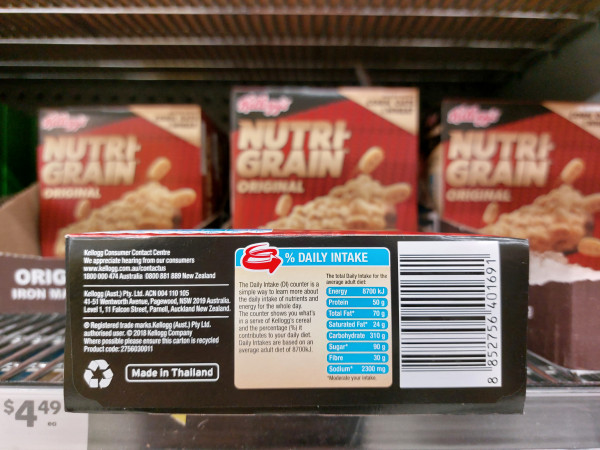 Kellogg's
NUTRI-
GRAIN
ORIGINAL
Kellogg's
NUTRI-
GRAIN
ORIGINAL
Kellogg's
NUTRI-
GRAIN
ORIGINAL
ORIG
IRON M
Kellogg Consumer Contact Centre
We appreciate hearing from our consumers
www.kellogg.com.au/contactus
1800 000 474 Australia 0800 881 889 New Zealand
Kellogg (Aust.) Pty. Ltd. ACN 004 110 105
41-51 Wentworth Avenue, Pagewood, NSW 2019 Australia.
Level 1, 11 Falcon Street, Parnell, Auckland New Zealand.
® Registered trade marks. Kellogg (Aust.) Pty Ltd.
authorised user. © 2018 Kellogg Company
Where possible please ensure this carton is recycled
Product code: 2756030011
Made in Thailand
% DAILY INTAKE
The Daily Intake (DI) counter is a
simple way to learn more about
the daily intake of nutrients and
energy for the whole day.
The counter shows you what's
in a serve of Kellogg's cereal
and the percentage (%) it
contributes to your daily diet.
Daily intakes are based on an
average adult diet of 8700kJ.
The total Daily Intake for the
average adult diet
Energy 8700 kJ
Protein 50 g
Total Fat* 70 g
Saturated Fat* 24 g
Carbohydrate 310 g
Sugar* 90 g
Fibre 30 g
Sodium* 2300 mg
*Moderate your intake
8 852756 401691
$4.49